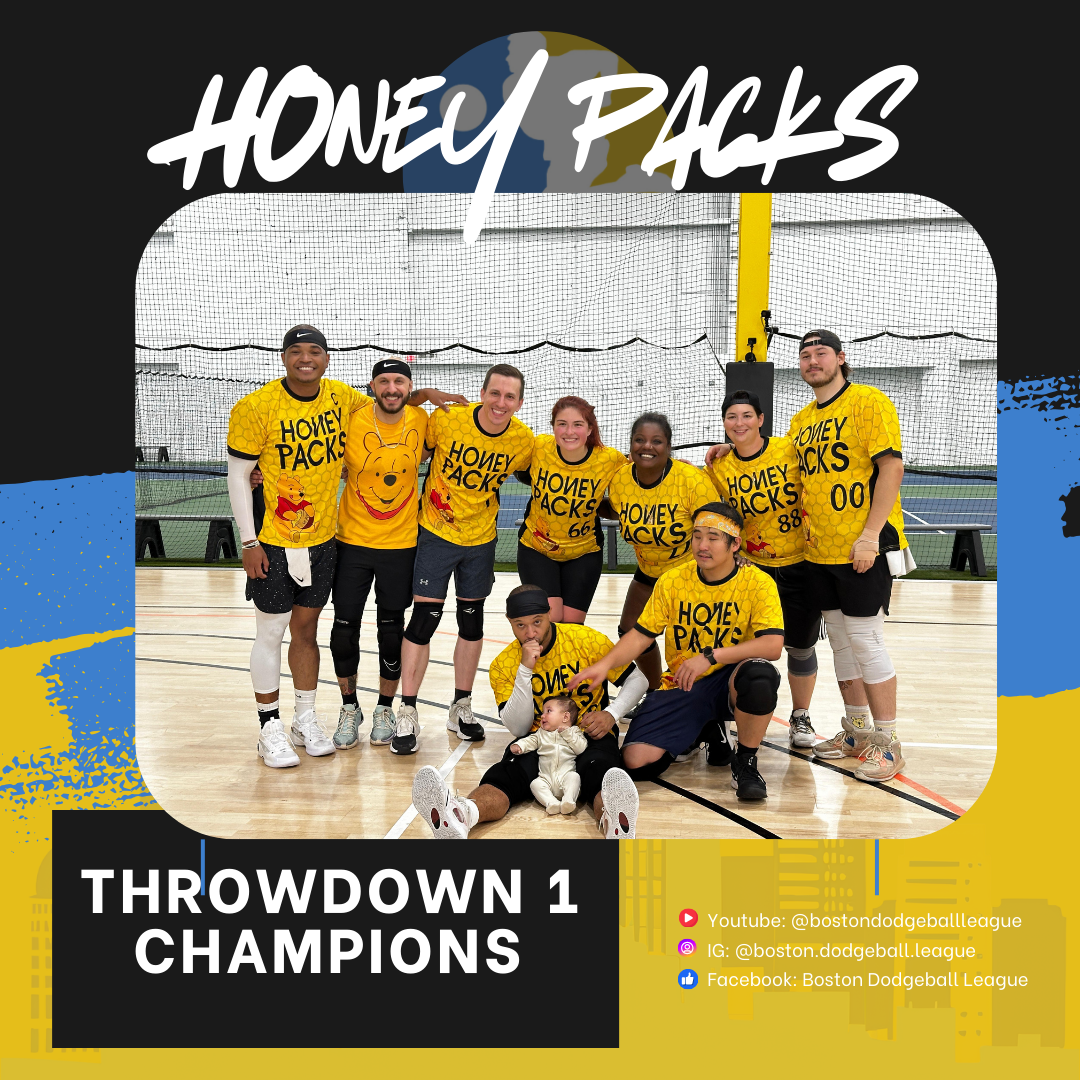 HONEY PACKS
C
HONEY
PACKS
HONEY
PACKS
HONEY
PACKS
66
HONEY
PACKS
HONEY
PACKS
88
HONEY
PACKS
00
HONEY
PACKS
THROWDOWN 1
CHAMPIONS
Youtube: @bostondodgeballleague
IG: @boston.dodgeball.league
Facebook: Boston Dodgeball League